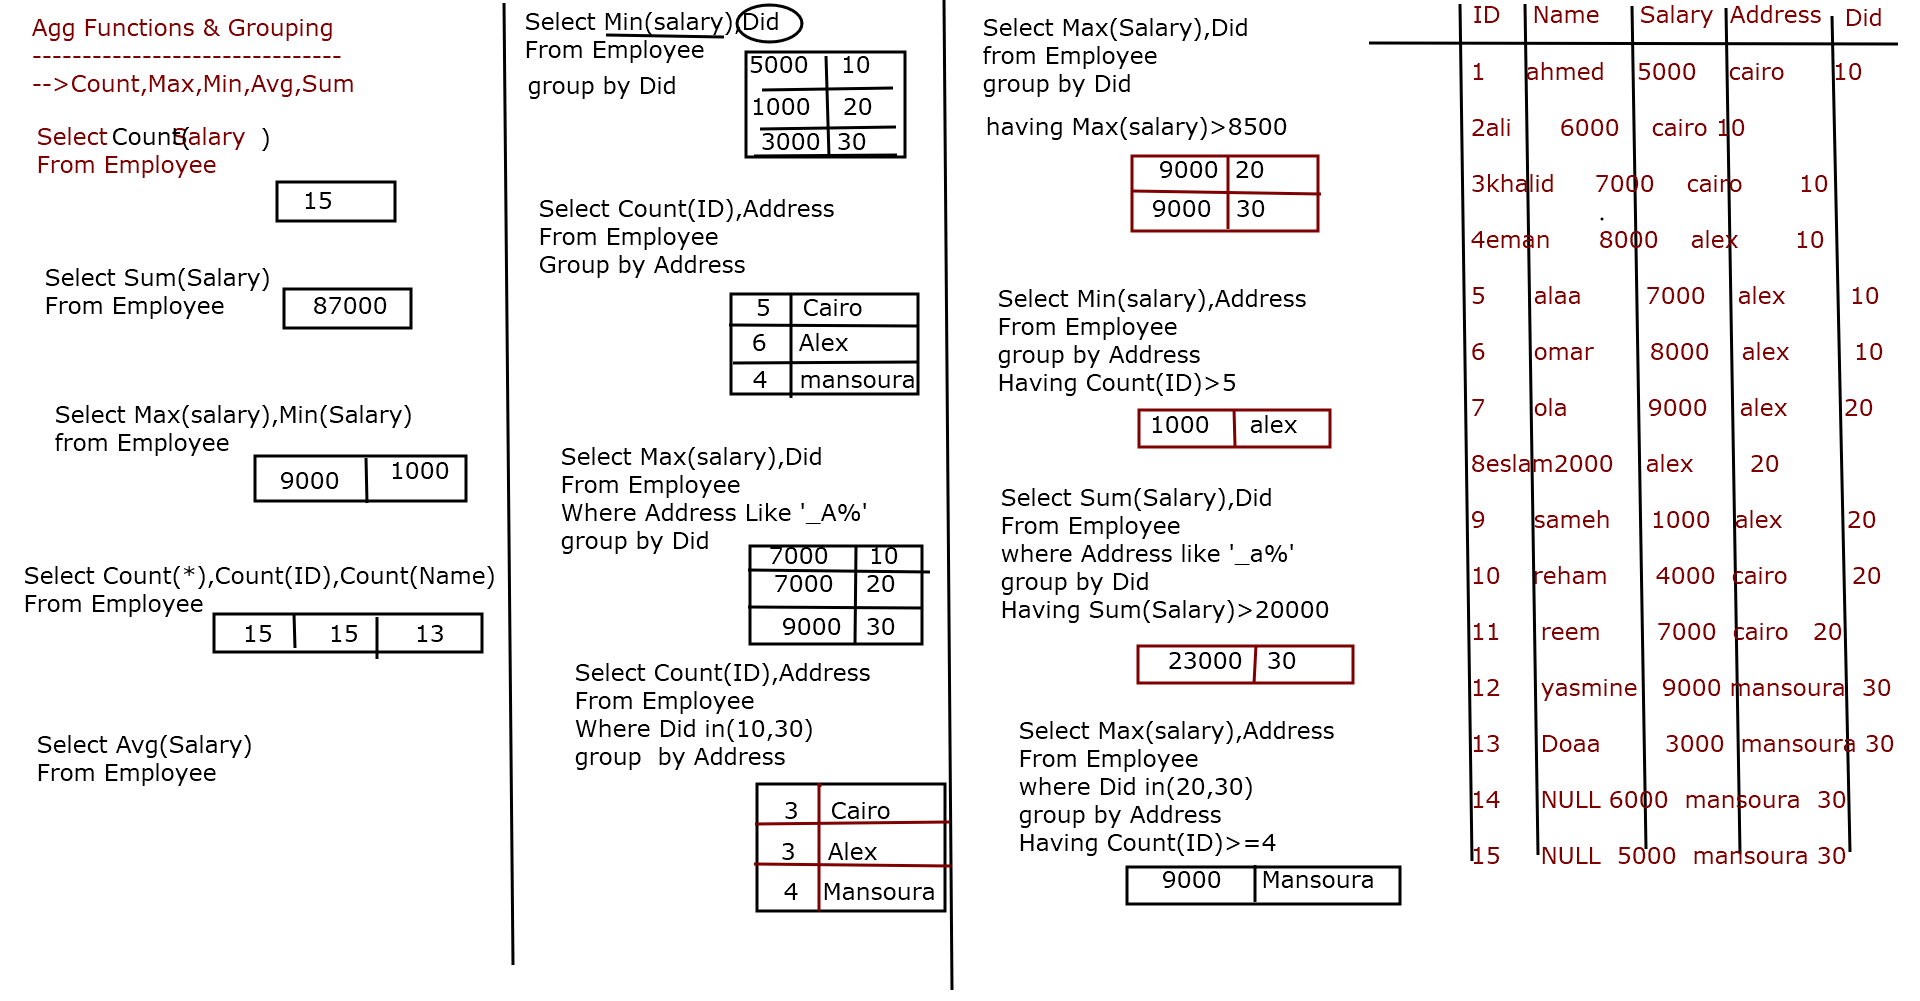 Agg Functions & Grouping
-------------------------------
-->Count,Max,Min,Avg,Sum
Select Count(Salary )
From Employee
15
Select Sum(Salary)
From Employee
87000
Select Max(salary),Min(Salary)
from Employee
9000 1000
Select Count(*),Count(ID),Count(Name)
From Employee
15 15 13
Select Avg(Salary)
From Employee
Select Min(salary),Did
From Employee
group by Did
5000 10
1000 20
3000 30
Select Count(ID),Address
From Employee
Group by Address
5 Cairo
6 Alex
4 mansoura
Select Max(salary),Did
From Employee
Where Address Like '_A%'
group by Did
7000 10
7000 20
9000 30
Select Count(ID),Address
From Employee
Where Did in(10,30)
group by Address
3 Cairo
3 Alex
4 Mansoura
Select Max(Salary),Did
from Employee
group by Did
having Max(salary)>8500
9000 20
9000 30
Select Min(salary),Address
From Employee
group by Address
Having Count(ID)>5
1000 alex
Select Sum(Salary),Did
From Employee
where Address like '_a%'
group by Did
Having Sum(Salary)>20000
23000 30
Select Max(salary),Address
From Employee
where Did in(20,30)
group by Address
Having Count(ID)>=4
9000 Mansoura
ID Name Salary Address Did
1 ahmed 5000 cairo 10
2ali 6000 cairo 10
3khalid 7000 cairo 10
4eman 8000 alex 10
5 alaa 7000 alex 10
6 omar 8000 alex 10
7 ola 9000 alex 20
8eslam2000 alex 20
9 sameh 1000 alex 20
10 reham 4000 cairo 20
11 reem 7000 cairo 20
12 yasmine 9000 mansoura 30
13 Doaa 3000 mansoura 30
14 NULL 6000 mansoura 30
15 NULL 5000 mansoura 30